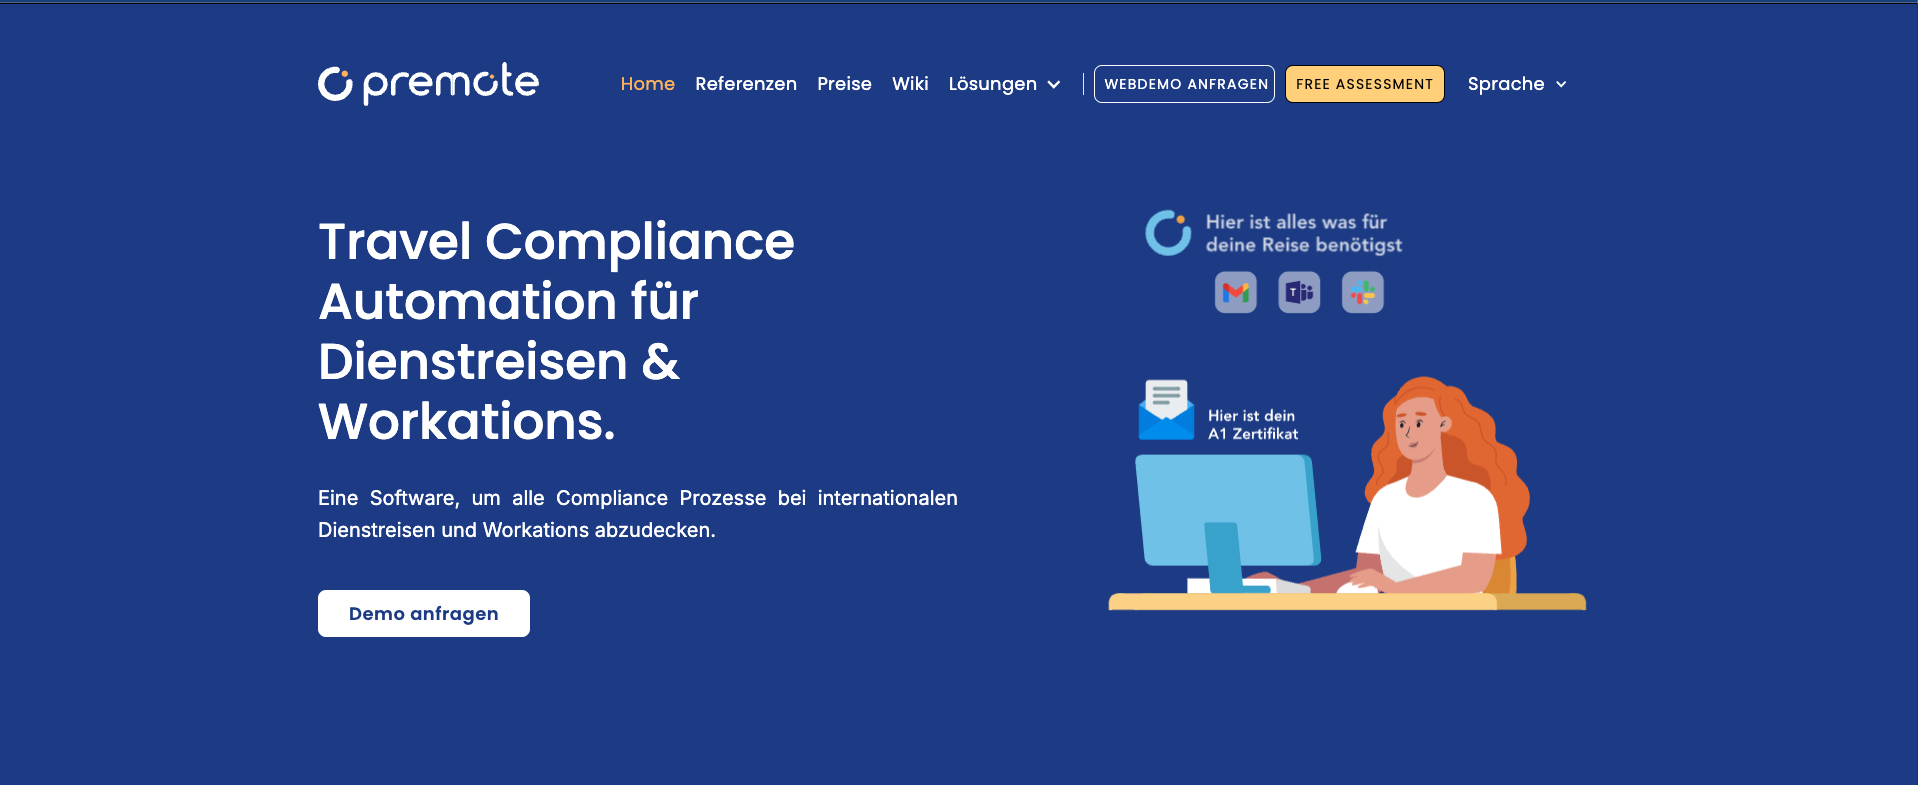 premote
Home Referenzen Preise Wiki Lösungen WEBDEMO ANFRAGEN FREE ASSESSMENT Sprache
Travel Compliance
Automation für
Dienstreisen &
Workations.
Eine Software, um alle Compliance Prozesse bei internationalen
Dienstreisen und Workations abzudecken.
Demo anfragen
Hier ist alles was für
deine Reise benötigst
T
Hier ist dein
A1 Zertifikat